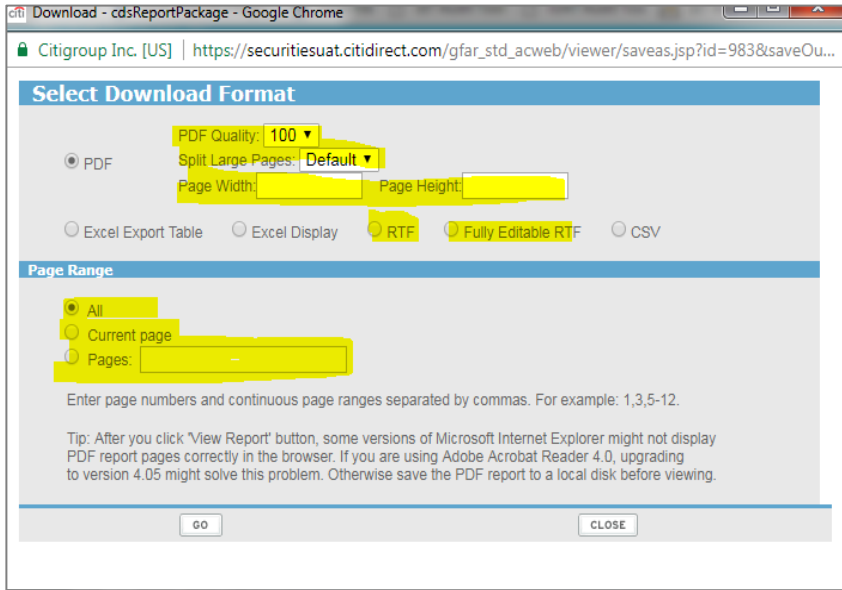 citi Download - cdsReportPackage - Google Chrome
Citigroup Inc. [US] | https://securitiesuat.citidirect.com/gfar_std_acweb/viewer/saveas.jsp?id=983&saveOu...
Select Download Format
PDF Quality: 100
PDF Split Large Pages: Default
Page Width: Page Height:
Excel Export Table Excel Display RTF Fully Editable RTF CSV
Page Range
All
Current page
Pages:
Enter page numbers and continuous page ranges separated by commas. For example: 1,3,5-12.
Tip: After you click 'View Report' button, some versions of Microsoft Internet Explorer might not display
PDF report pages correctly in the browser. If you are using Adobe Acrobat Reader 4.0, upgrading
to version 4.05 might solve this problem. Otherwise save the PDF report to a local disk before viewing.
GO CLOSE